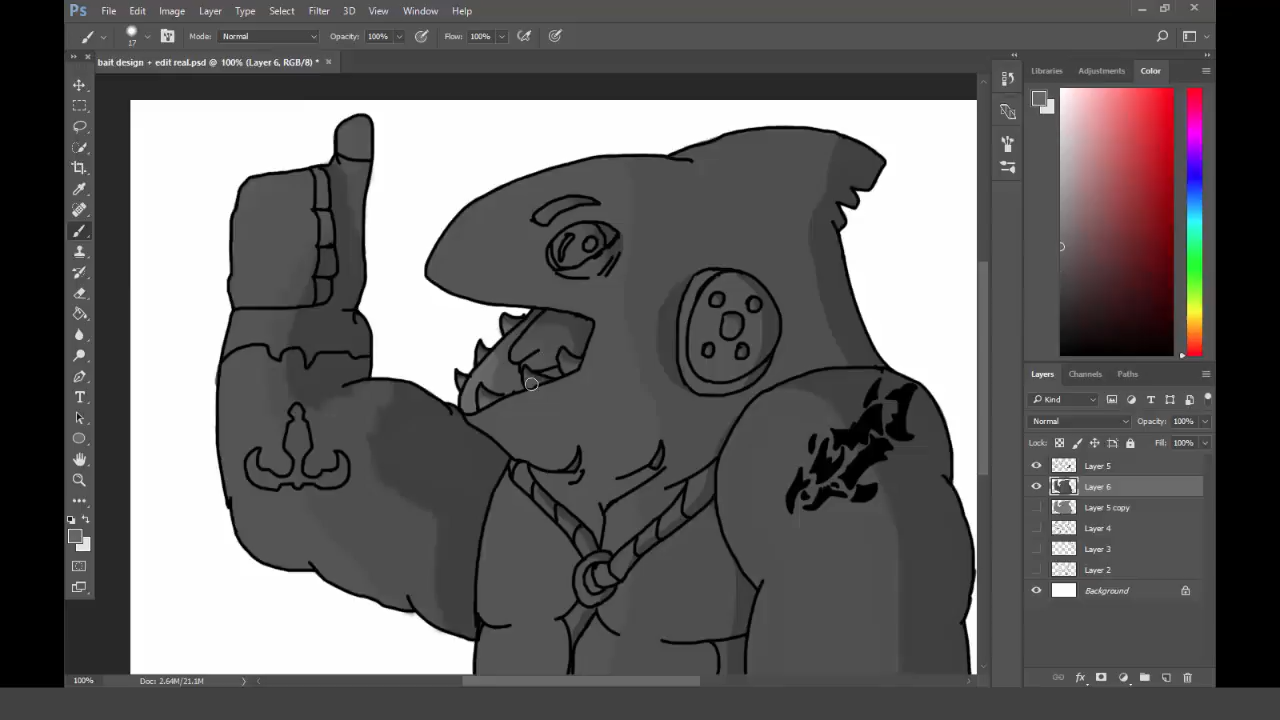 Ps File Edit Image Layer Type Select Filter 3D View Window Help
17 Mode: Normal Opacity: 100% Flow: 100%
bait design + edit real.psd @ 100% (Layer 6, RGB/8) *
Libraries Adjustments Color
Layers Channels Paths
Kind
Normal Opacity: 100%
Lock: Fill: 100%
Layer 5
Layer 6
Layer 5 copy
Layer 4
Layer 3
Layer 2
Background
100% Doc: 2.64M/21.1M